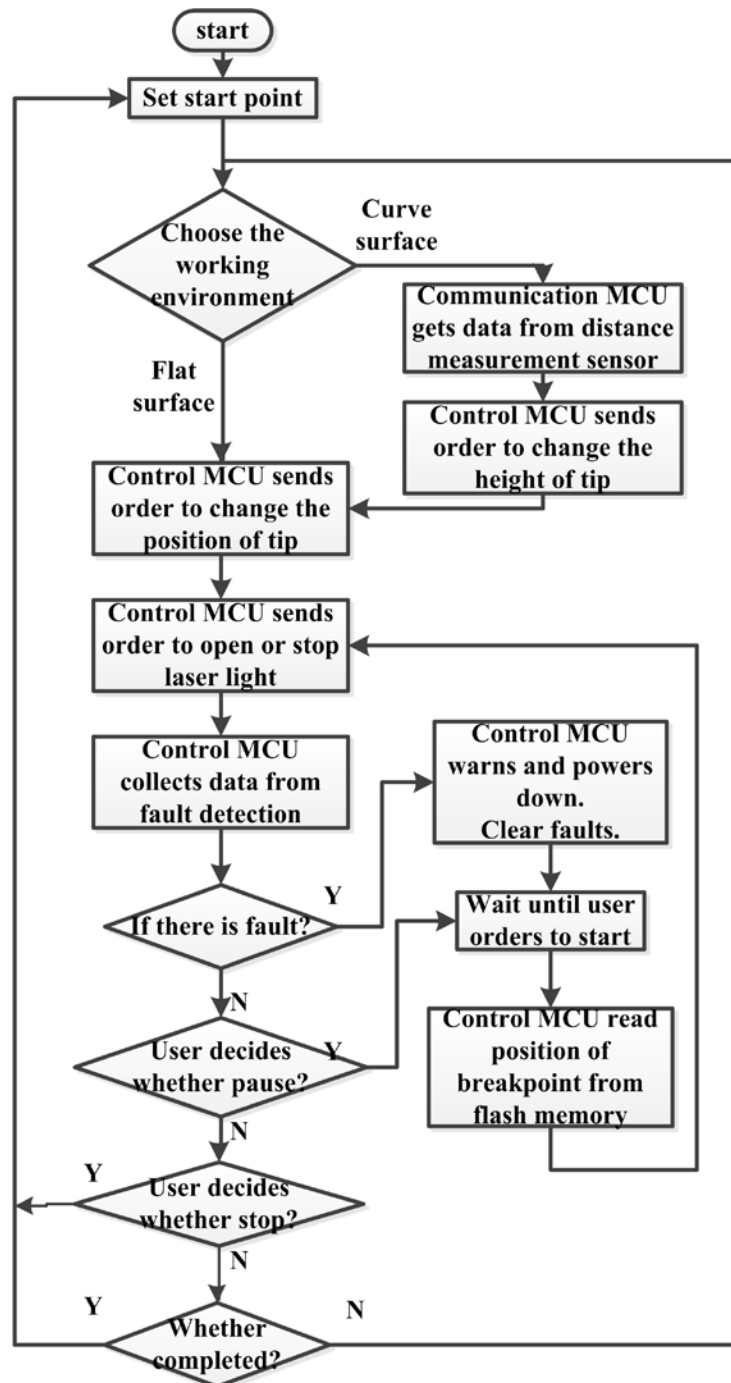 start
Set start point
Choose the
working
environment
Curve
surface
Communication MCU
gets data from distance
measurement sensor
Flat
surface
Control MCU sends
order to change the
height of tip
Control MCU sends
order to change the
position of tip
Control MCU sends
order to open or stop
laser light
Control MCU
collects data from
fault detection
Control MCU
warns and powers
down.
Clear faults.
If there is fault?
Y
Wait until user
orders to start
N
User decides
whether pause?
Y
Control MCU read
position of
breakpoint from
flash memory
N
Y
User decides
whether stop?
N
Y
Whether
completed?
N